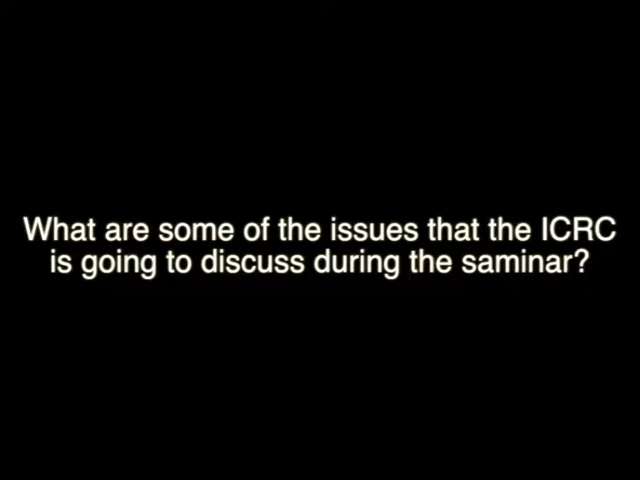 What are some of the issues that the ICRC
is going to discuss during the saminar?